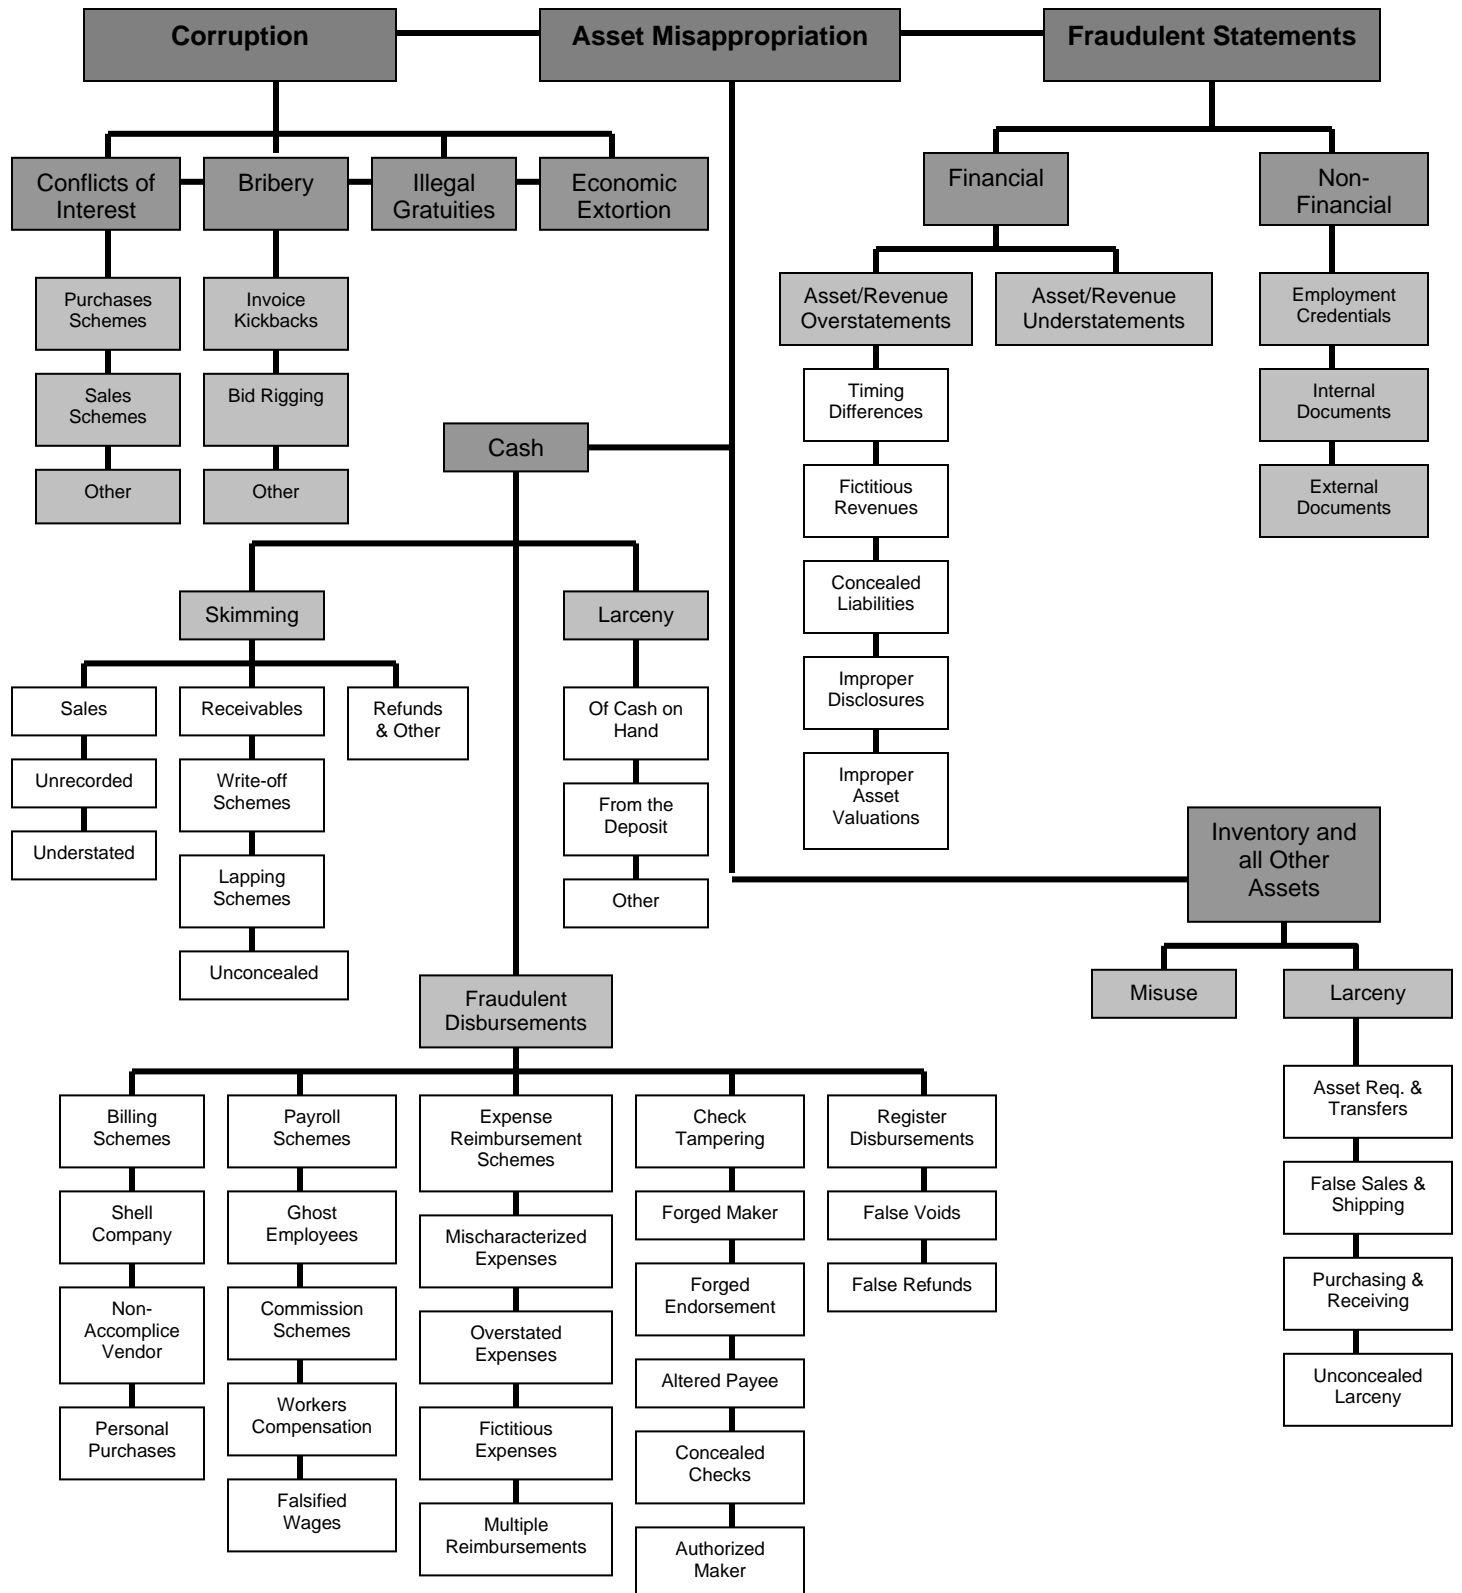 Corruption
Asset Misappropriation
Fraudulent Statements
Conflicts of
Interest
Bribery
Illegal
Gratuities
Economic
Extortion
Financial
Non-
Financial
Purchases
Schemes
Invoice
Kickbacks
Asset/Revenue
Overstatements
Asset/Revenue
Understatements
Employment
Credentials
Sales
Schemes
Bid Rigging
Timing
Differences
Internal
Documents
Cash
Other
Other
Fictitious
Revenues
External
Documents
Concealed
Liabilities
Skimming
Larceny
Improper
Disclosures
Sales
Receivables
Refunds
& Other
Of Cash on
Hand
Unrecorded
Write-off
Schemes
From the
Deposit
Improper
Asset
Valuations
Understated
Lapping
Schemes
Other
Inventory and
all Other
Assets
Unconcealed
Fraudulent
Disbursements
Misuse
Larceny
Billing
Schemes
Payroll
Schemes
Expense
Reimbursement
Schemes
Check
Tampering
Register
Disbursements
Asset Req. &
Transfers
Shell
Company
Ghost
Employees
Mischaracterized
Expenses
Forged Maker
False Voids
False Sales &
Shipping
Non-
Accomplice
Vendor
Commission
Schemes
Overstated
Expenses
Forged
Endorsement
False Refunds
Purchasing &
Receiving
Personal
Purchases
Workers
Compensation
Fictitious
Expenses
Altered Payee
Unconcealed
Larceny
Falsified
Wages
Multiple
Reimbursements
Concealed
Checks
Authorized
Maker